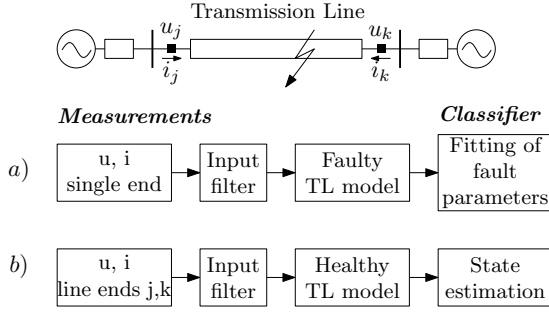 Transmission Line
u_j
u_k
i_j
i_k
Measurements
Classifier
a)
u, i
single end
Input
filter
Faulty
TL model
Fitting of
fault
parameters
b)
u, i
line ends j,k
Input
filter
Healthy
TL model
State
estimation